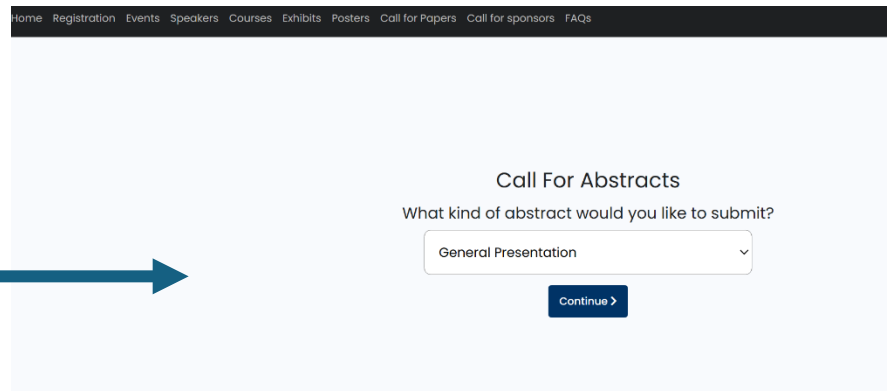 Home Registration Events Speakers Courses Exhibits Posters Call for Papers Call for sponsors FAQs
Call For Abstracts
What kind of abstract would you like to submit?
General Presentation
Continue